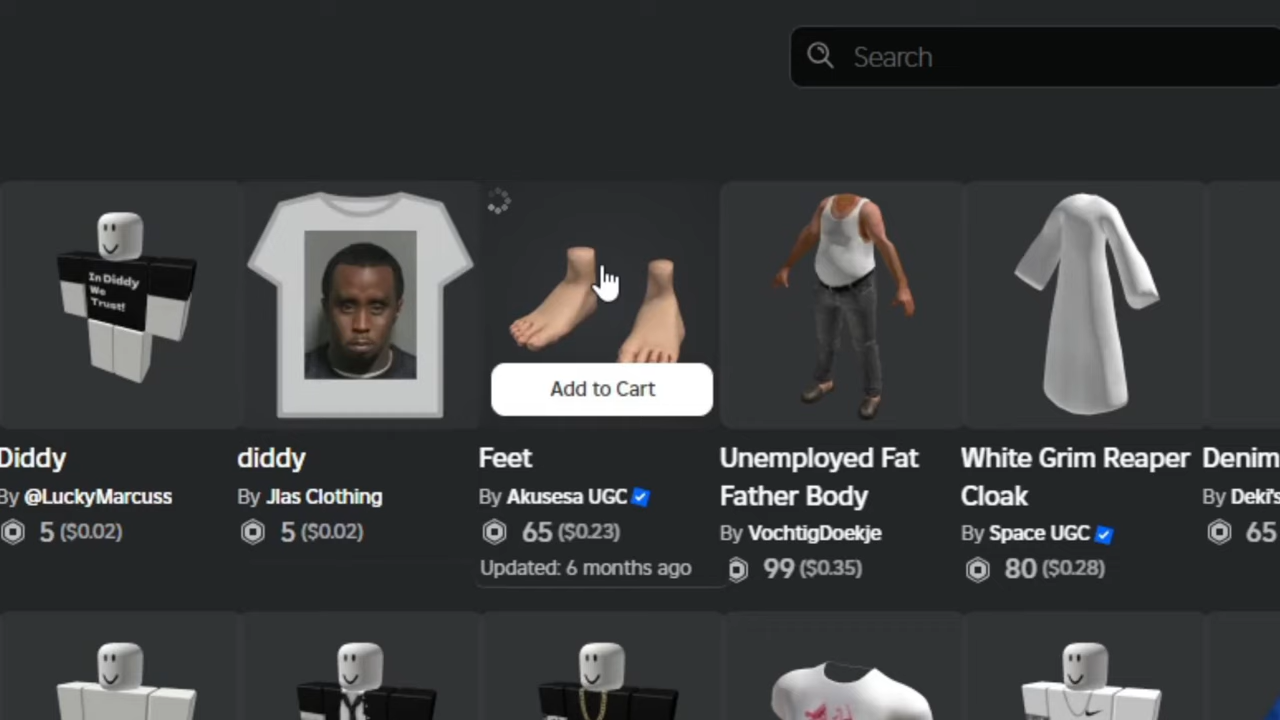 Search
In Diddy
We
Trust!
Add to Cart
Diddy
By @LuckyMarcuss
5 ($0.02)
diddy
By Jlas Clothing
5 ($0.02)
Feet
By Akusesa UGC
65 ($0.23)
Updated: 6 months ago
Unemployed Fat
Father Body
By VochtigDoekje
99 ($0.35)
White Grim Reaper
Cloak
By Space UGC
80 ($0.28)
Denim
By Deki's
65